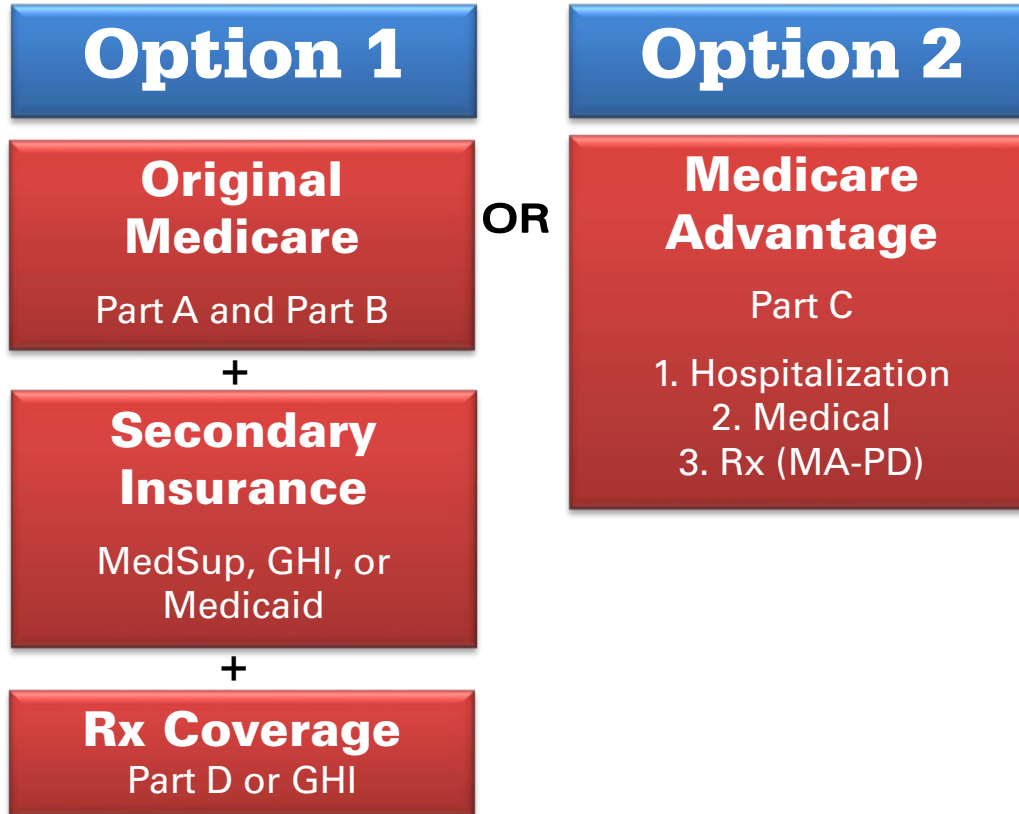 Option 1
Original
Medicare
Part A and Part B
+
Secondary
Insurance
MedSup, GHI, or
Medicaid
+
Rx Coverage
Part D or GHI
OR
Option 2
Medicare
Advantage
Part C
1. Hospitalization
2. Medical
3. Rx (MA-PD)